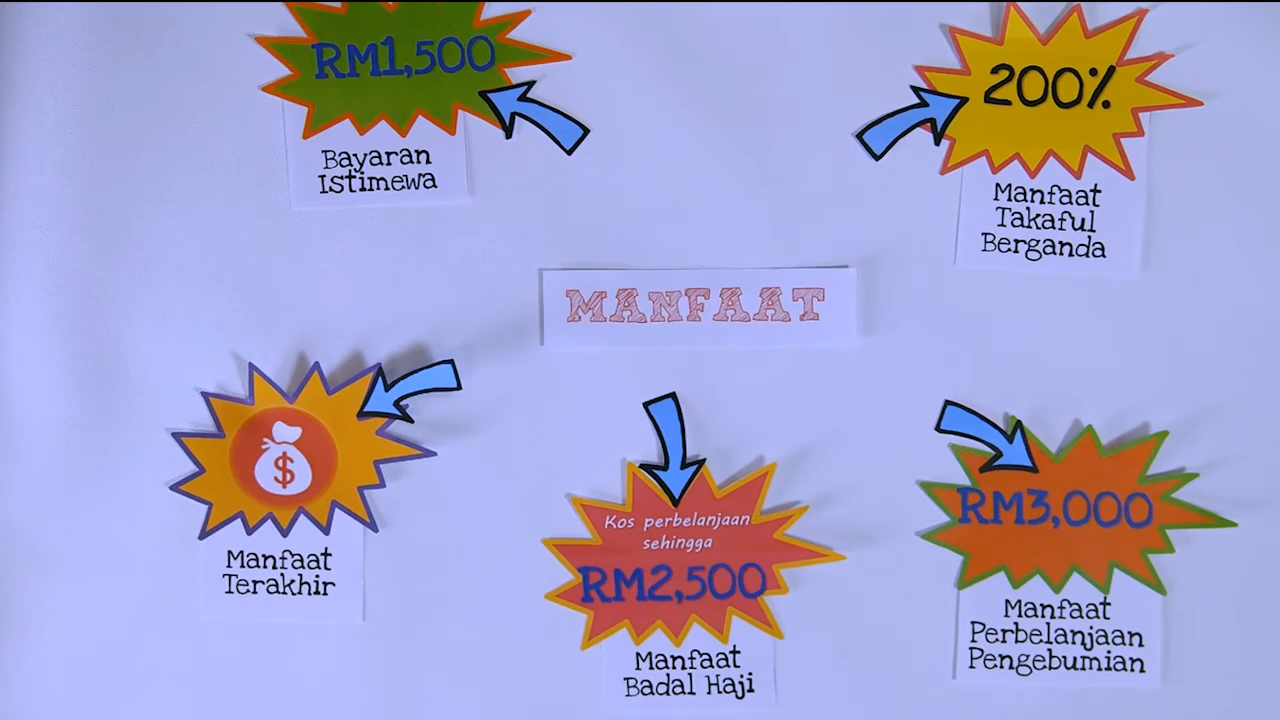 RM1,500
Bayaran
Istimewa
200%
Manfaat
Takaful
Berganda
MANFAAT
$
Manfaat
Terakhir
Kos perbelanjaan
sehingga
RM2,500
Manfaat
Badal Haji
RM3,000
Manfaat
Perbelanjaan
Pengebumian